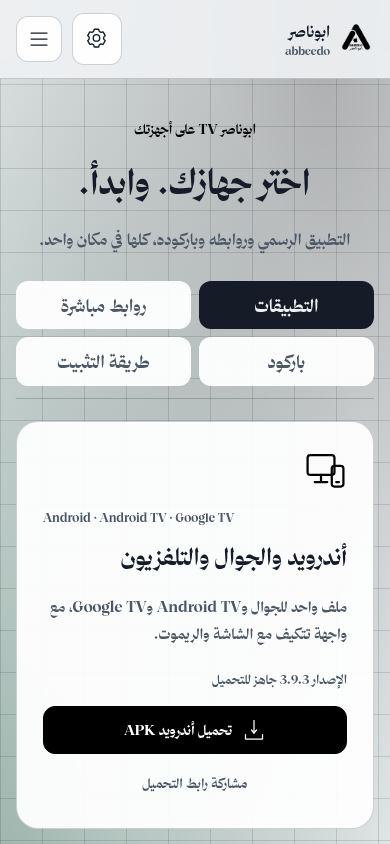 ابوناصر
abbeedo
ابوناصر TV على أجهزتك
اختر جهازك. وابدأ.
التطبيق الرسمي وروابطه وباركوده، كلها في مكان واحد.
التطبيقات
روابط مباشرة
باركود
طريقة التثبيت
Android · Android TV · Google TV
أندرويد والجوال والتلفزيون
ملف واحد للجوال وAndroid TV وGoogle TV، مع
واجهة تتكيف مع الشاشة والريموت.
الإصدار 3.9.3 جاهز للتحميل
تحميل أندرويد APK
مشاركة رابط التحميل